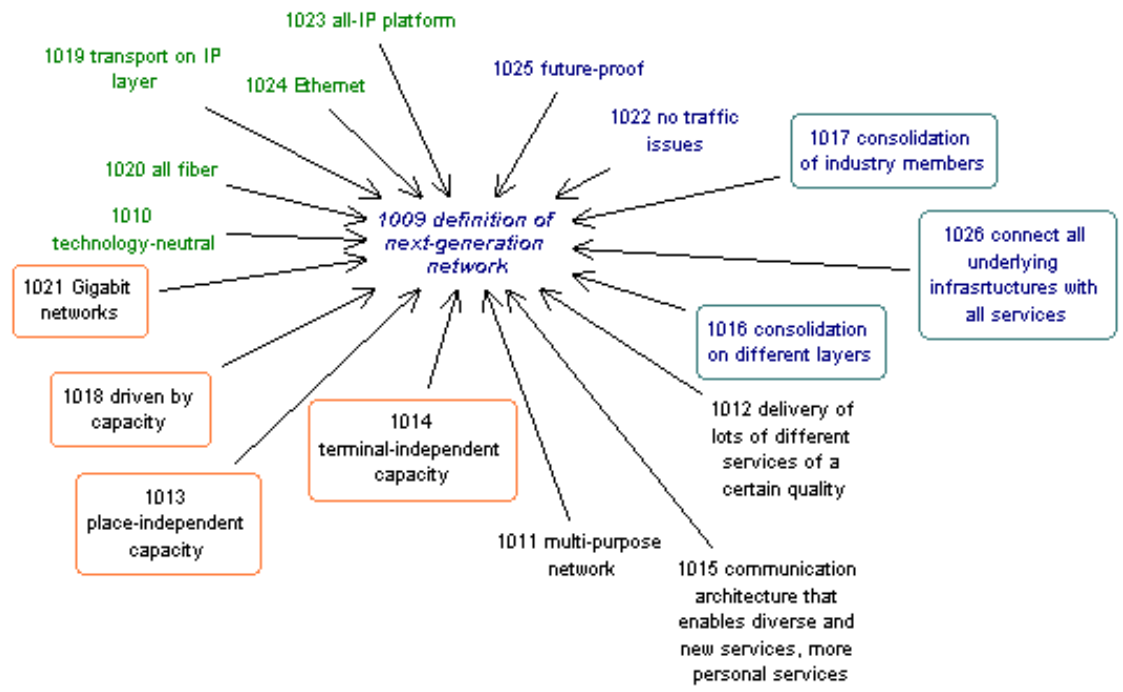 1023 all-IP platform
1019 transport on IP
layer
1024 Ethernet
1025 future-proof
1022 no traffic
issues
1017 consolidation
of industry members
1020 all fiber
1010
technology-neutral
1009 definition of
next-generation
network
1026 connect all
underlying
infrasrtuctures with
all services
1021 Gigabit
networks
1016 consolidation
on different layers
1018 driven by
capacity
1014
terminal-independent
capacity
1012 delivery of
lots of different
services of a
certain quality
1013
place-independent
capacity
1011 multi-purpose
network
1015 communication
architecture that
enables diverse and
new services, more
personal services